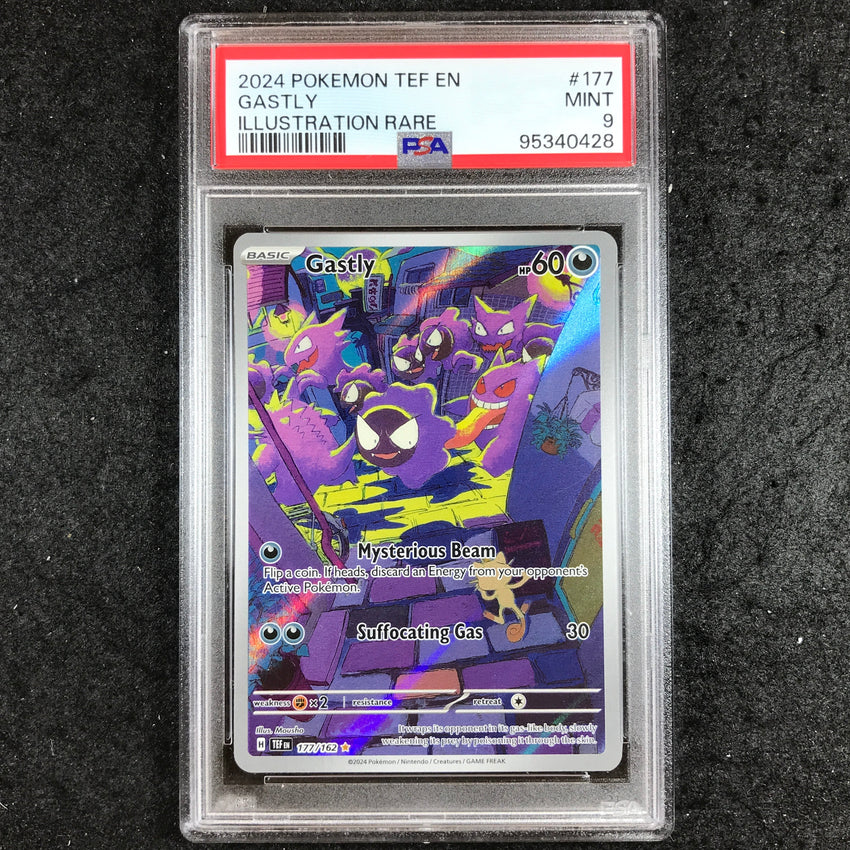 2024 POKEMON TEF EN #177
GASTLY MINT
ILLUSTRATION RARE 9
PSA 95340428
BASIC Gastly HP60
Mysterious Beam
Flip a coin. If heads, discard an Energy from your opponent's
Active Pokémon.
Suffocating Gas 30
weakness ×2 resistance retreat
Illus. Mousho
It wraps its opponent in its gas-like body, slowly
weakening its prey by poisoning it through the skin.
H TEF EN 177/162
©2024 Pokémon / Nintendo / Creatures / GAME FREAK
PSA